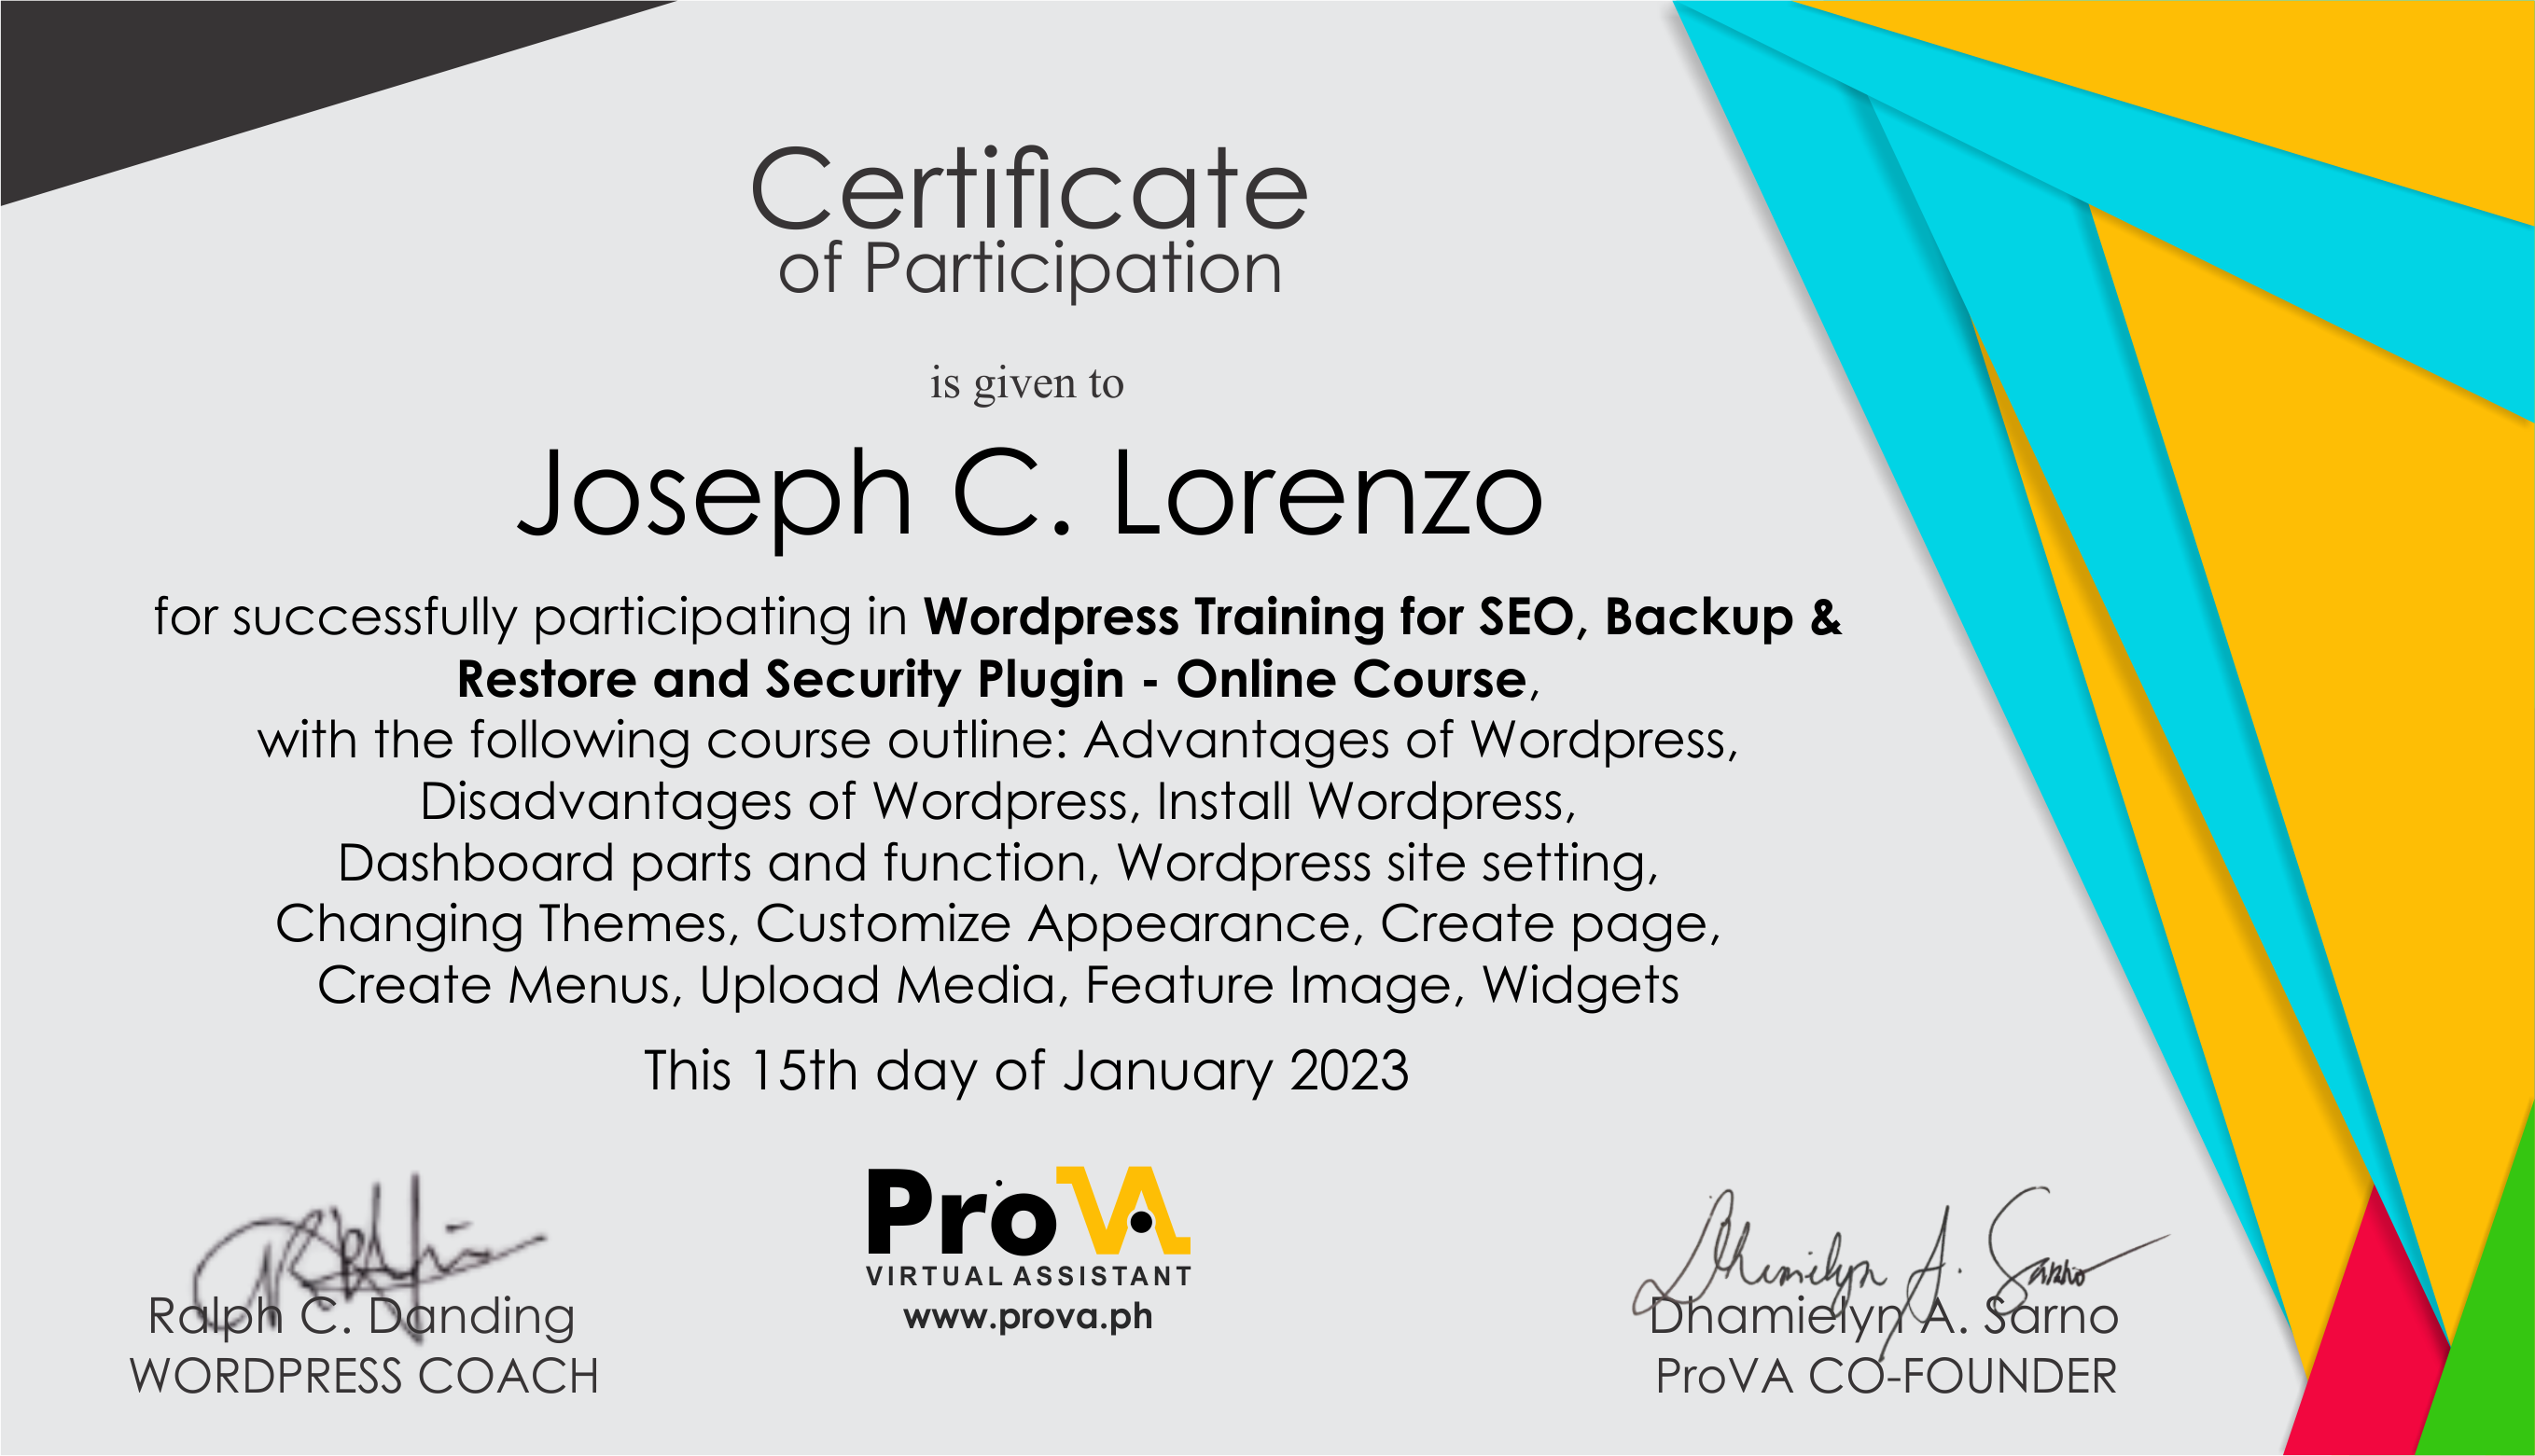 Certificate
of Participation
is given to
Joseph C. Lorenzo
for successfully participating in Wordpress Training for SEO, Backup &
Restore and Security Plugin - Online Course,
with the following course outline: Advantages of Wordpress,
Disadvantages of Wordpress, Install Wordpress,
Dashboard parts and function, Wordpress site setting,
Changing Themes, Customize Appearance, Create page,
Create Menus, Upload Media, Feature Image, Widgets
This 15th day of January 2023
Ralph C. Danding
WORDPRESS COACH
ProVA
VIRTUAL ASSISTANT
www.prova.ph
Dhamielyn A. Sarno
Dhamielyn A. Sarno
ProVA CO-FOUNDER